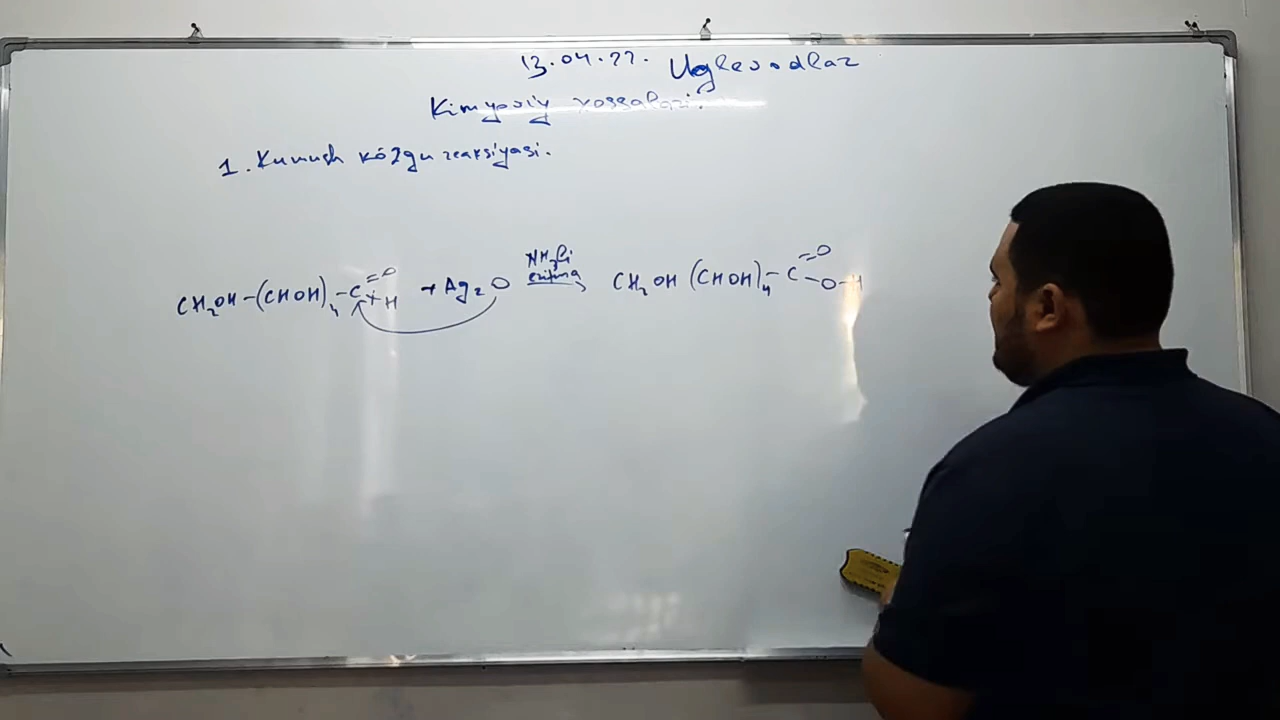 13.04.22. Uglevodlar
Kimyoviy xossalari.
1. Kumush ko'zgu reaksiyasi.
CH₂OH-(CHOH)₄-C=O H + Ag₂O NH₃li eritma → CH₂OH (CHOH)₄-C=O -O-H